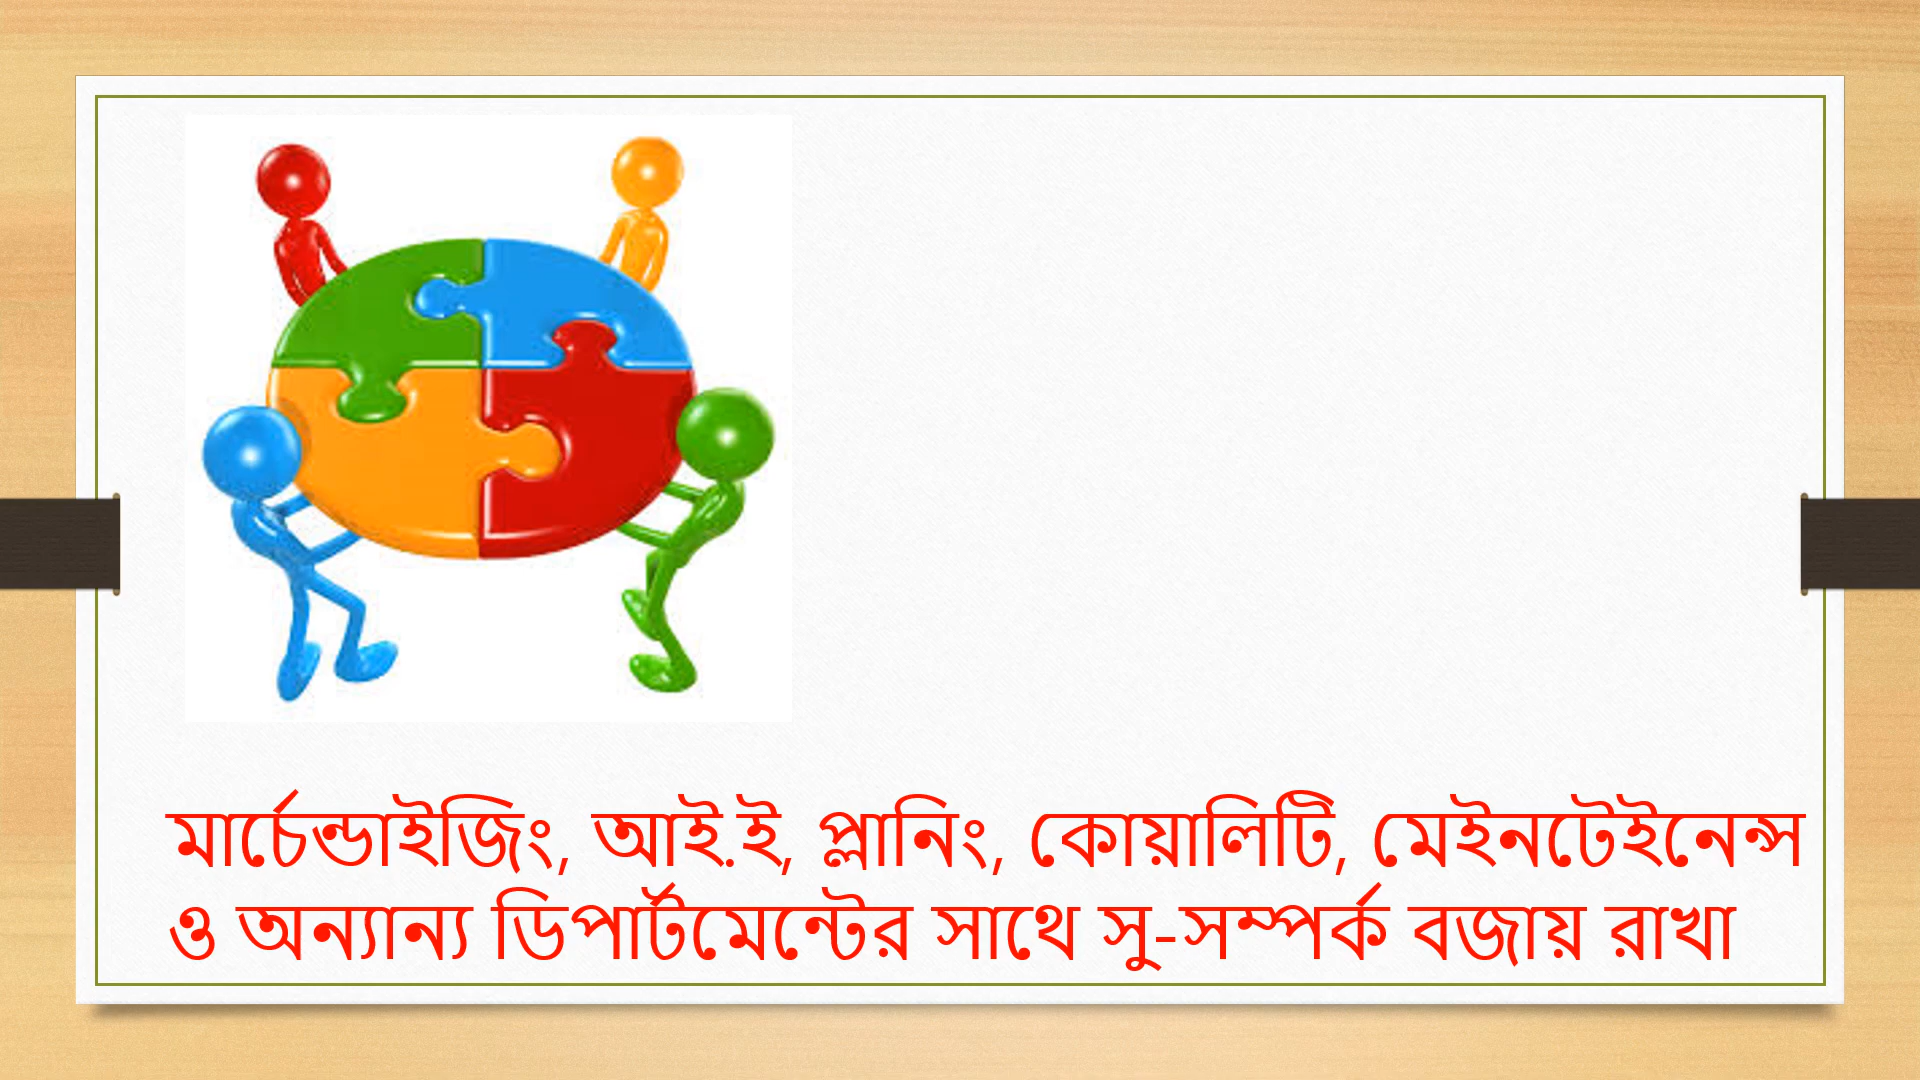 মার্চেন্ডাইজিং, আই.ই, প্লানিং, কোয়ালিটি, মেইনটেইনেন্স
ও অন্যান্য ডিপার্টমেন্টের সাথে সু-সম্পর্ক বজায় রাখা